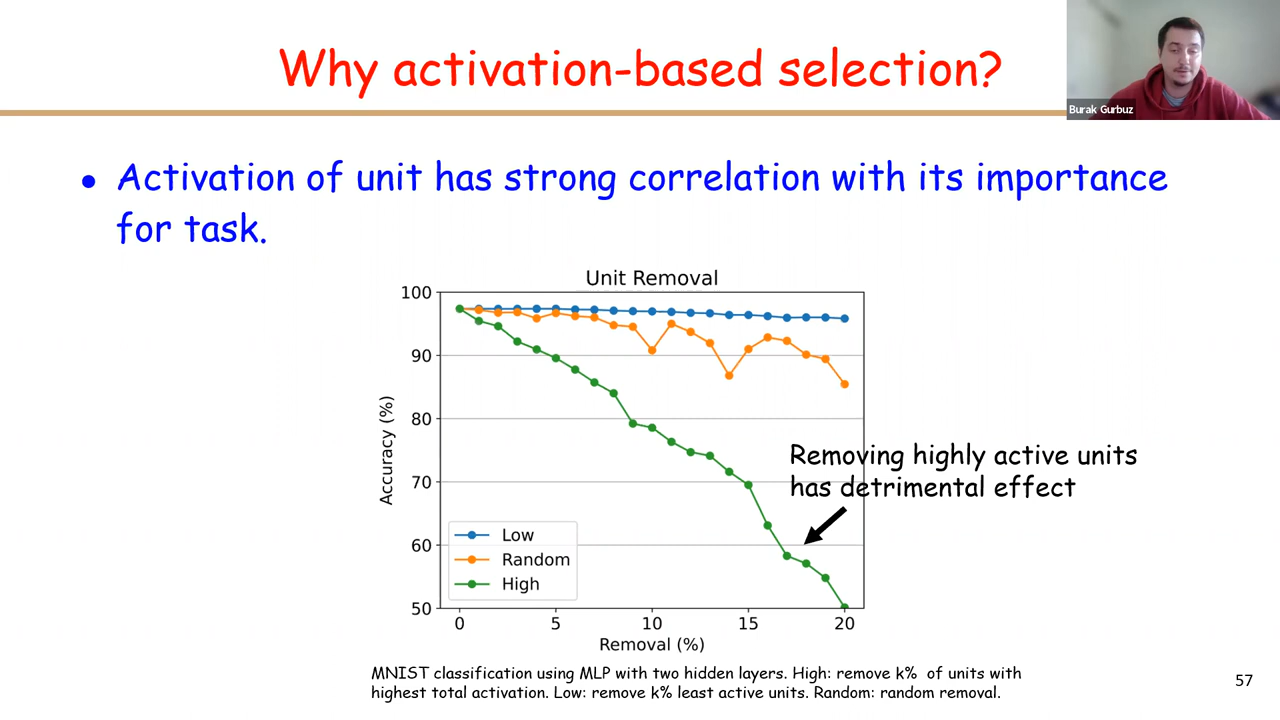 Why activation-based selection?
Burak Gurbuz
• Activation of unit has strong correlation with its importance
for task.
Unit Removal
100
90
80
70
60
50
Accuracy (%)
Low
Random
High
0 5 10 15 20
Removal (%)
Removing highly active units
has detrimental effect
MNIST classification using MLP with two hidden layers. High: remove k% of units with
highest total activation. Low: remove k% least active units. Random: random removal.
57